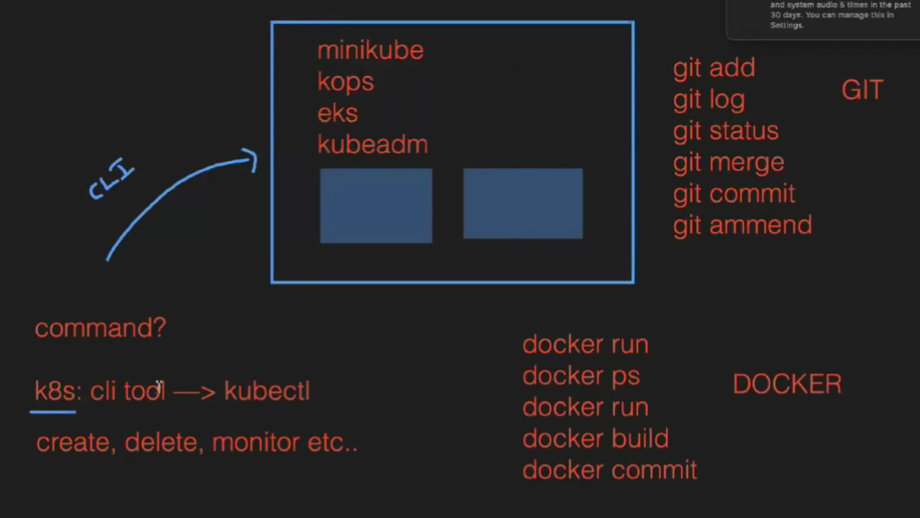 and system audio 5 times in the past
30 days. You can manage this in
Settings.
minikube
kops
eks
kubeadm
git add
git log
git status
git merge
git commit
git ammend
GIT
CLI
command?
k8s: cli tool —> kubectl
create, delete, monitor etc..
docker run
docker ps
docker run
docker build
docker commit
DOCKER